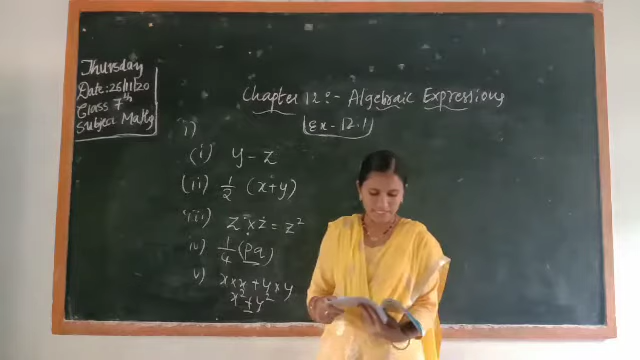 Thursday
Date: 26/11/20
Class 7th
Subject Maths
Chapter 12:- Algebraic Expressions
Ex - 12.1
1)
(i) y - z
(ii) 1/2 (x+y)
(iii) z × z = z²
iv) 1/4 (pq)
v) x×x + y×y
x² + y²